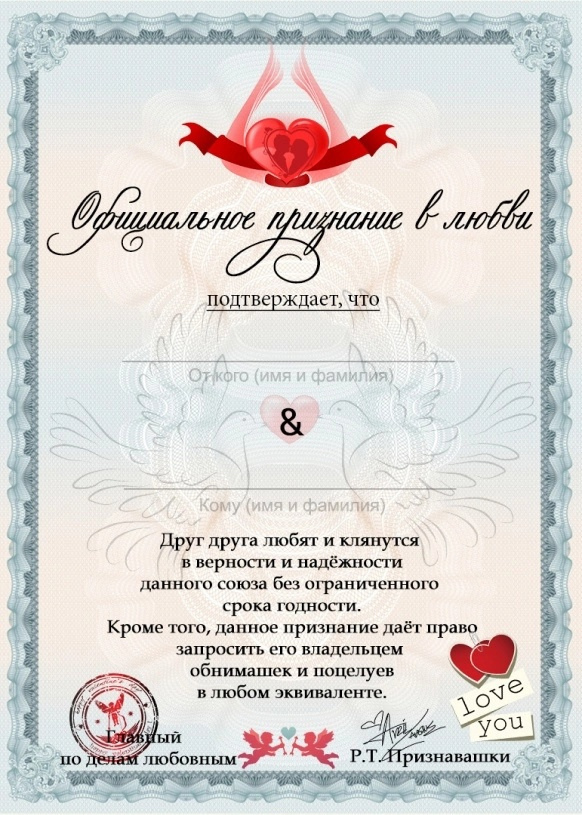 Официальное признание в любви
подтверждает, что
От кого (имя и фамилия)
&
Кому (имя и фамилия)
Друг друга любят и клянутся
в верности и надёжности
данного союза без ограниченного
срока годности.
Кроме того, данное признание даёт право
запросить его владельцем
обнимашек и поцелуев
в любом эквиваленте.
love
you
Главный
по делам любовным
Р.Т. Признавашки